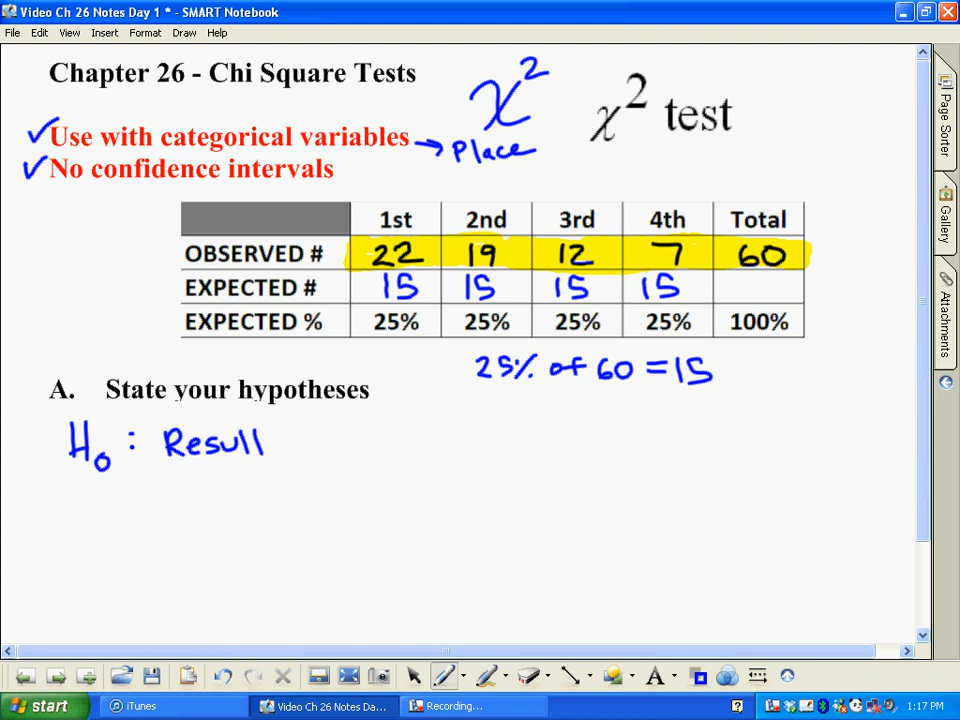 Video Ch 26 Notes Day 1 * - SMART Notebook
File Edit View Insert Format Draw Help
Chapter 26 - Chi Square Tests
χ² χ² test
Use with categorical variables → Place
No confidence intervals
1st 2nd 3rd 4th Total
OBSERVED # 22 19 12 7 60
EXPECTED # 15 15 15 15
EXPECTED % 25% 25% 25% 25% 100%
25% of 60 = 15
A. State your hypotheses
H₀ : Resull
Page Sorter
Gallery
Attachments
start iTunes Video Ch 26 Notes Da... Recording... 1:17 PM